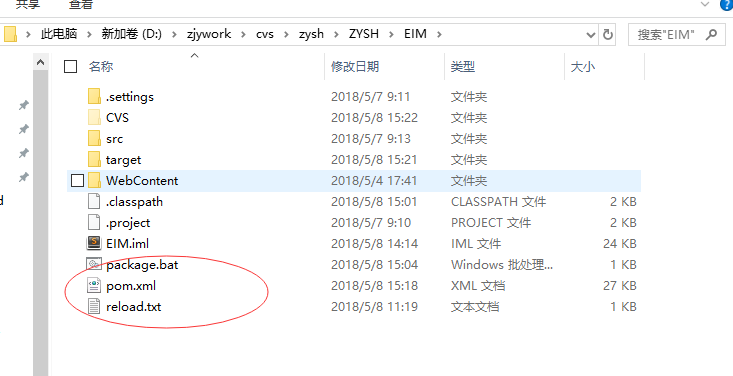 共享 查看
此电脑 > 新加卷 (D:) > zjywork > cvs > zysh > ZYSH > EIM >
搜索"EIM"
名称 修改日期 类型 大小
.settings 2018/5/7 9:11 文件夹
CVS 2018/5/8 15:22 文件夹
src 2018/5/7 9:13 文件夹
target 2018/5/8 15:21 文件夹
WebContent 2018/5/4 17:41 文件夹
.classpath 2018/5/8 15:01 CLASSPATH 文件 2 KB
.project 2018/5/7 9:10 PROJECT 文件 2 KB
EIM.iml 2018/5/8 14:14 IML 文件 24 KB
package.bat 2018/5/8 15:04 Windows 批处理... 1 KB
pom.xml 2018/5/8 15:18 XML 文档 27 KB
reload.txt 2018/5/8 11:19 文本文档 1 KB